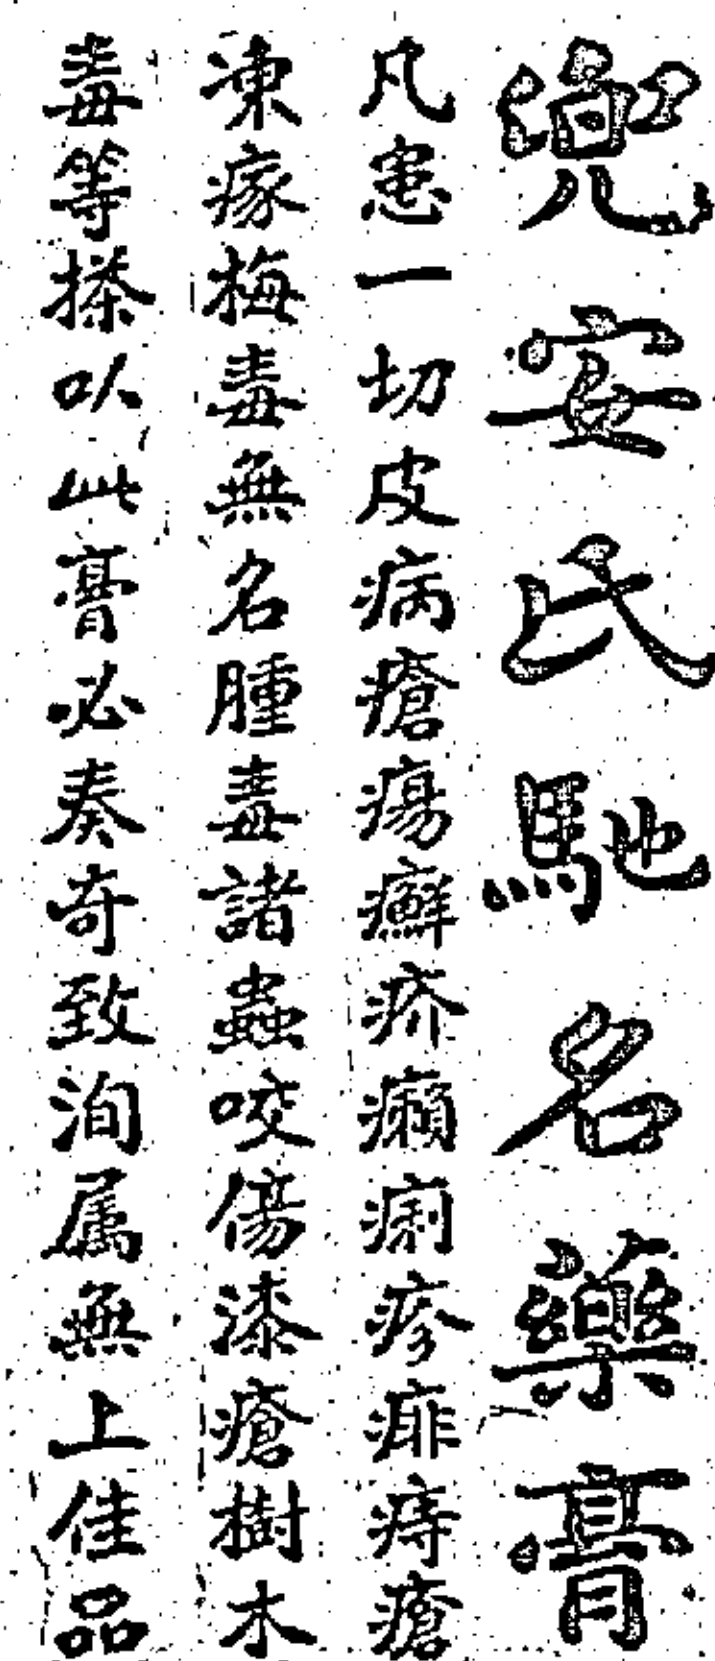 兜安氏馳名藥膏
凡患一切皮病瘡瘍癬疥癩痢疹痱痔瘡
凍瘃梅毒無名腫毒諸蟲咬傷漆瘡樹木
毒等搽以此膏必奏奇致洵属無上佳品